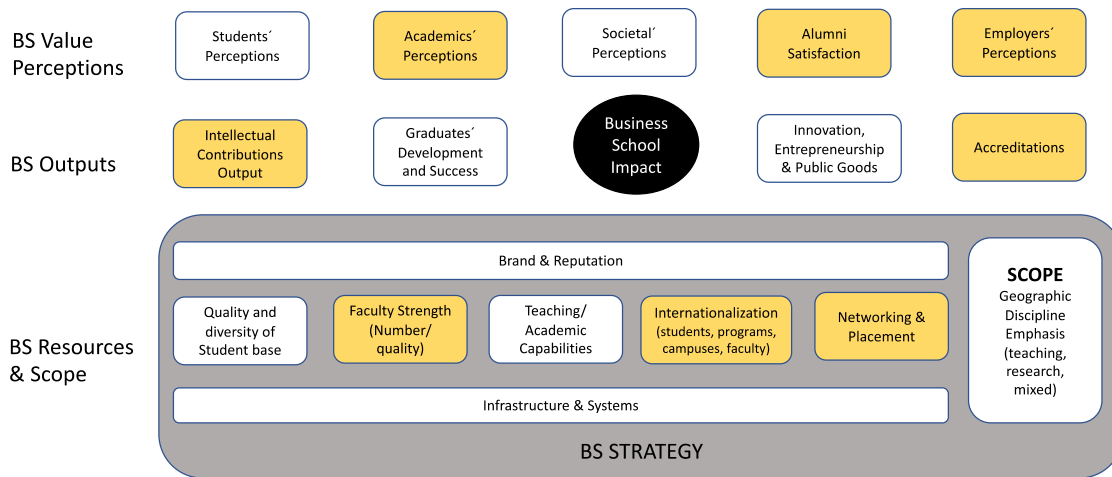 BS Value
Perceptions
Students´
Perceptions
Academics´
Perceptions
Societal´
Perceptions
Alumni
Satisfaction
Employers´
Perceptions
BS Outputs
Intellectual
Contributions
Output
Graduates´
Development
and Success
Business
School
Impact
Innovation,
Entrepreneurship
& Public Goods
Accreditations
BS Resources
& Scope
Brand & Reputation
Quality and
diversity of
Student base
Faculty Strength
(Number/
quality)
Teaching/
Academic
Capabilities
Internationalization
(students, programs,
campuses, faculty)
Networking &
Placement
Infrastructure & Systems
SCOPE
Geographic
Discipline
Emphasis
(teaching,
research,
mixed)
BS STRATEGY